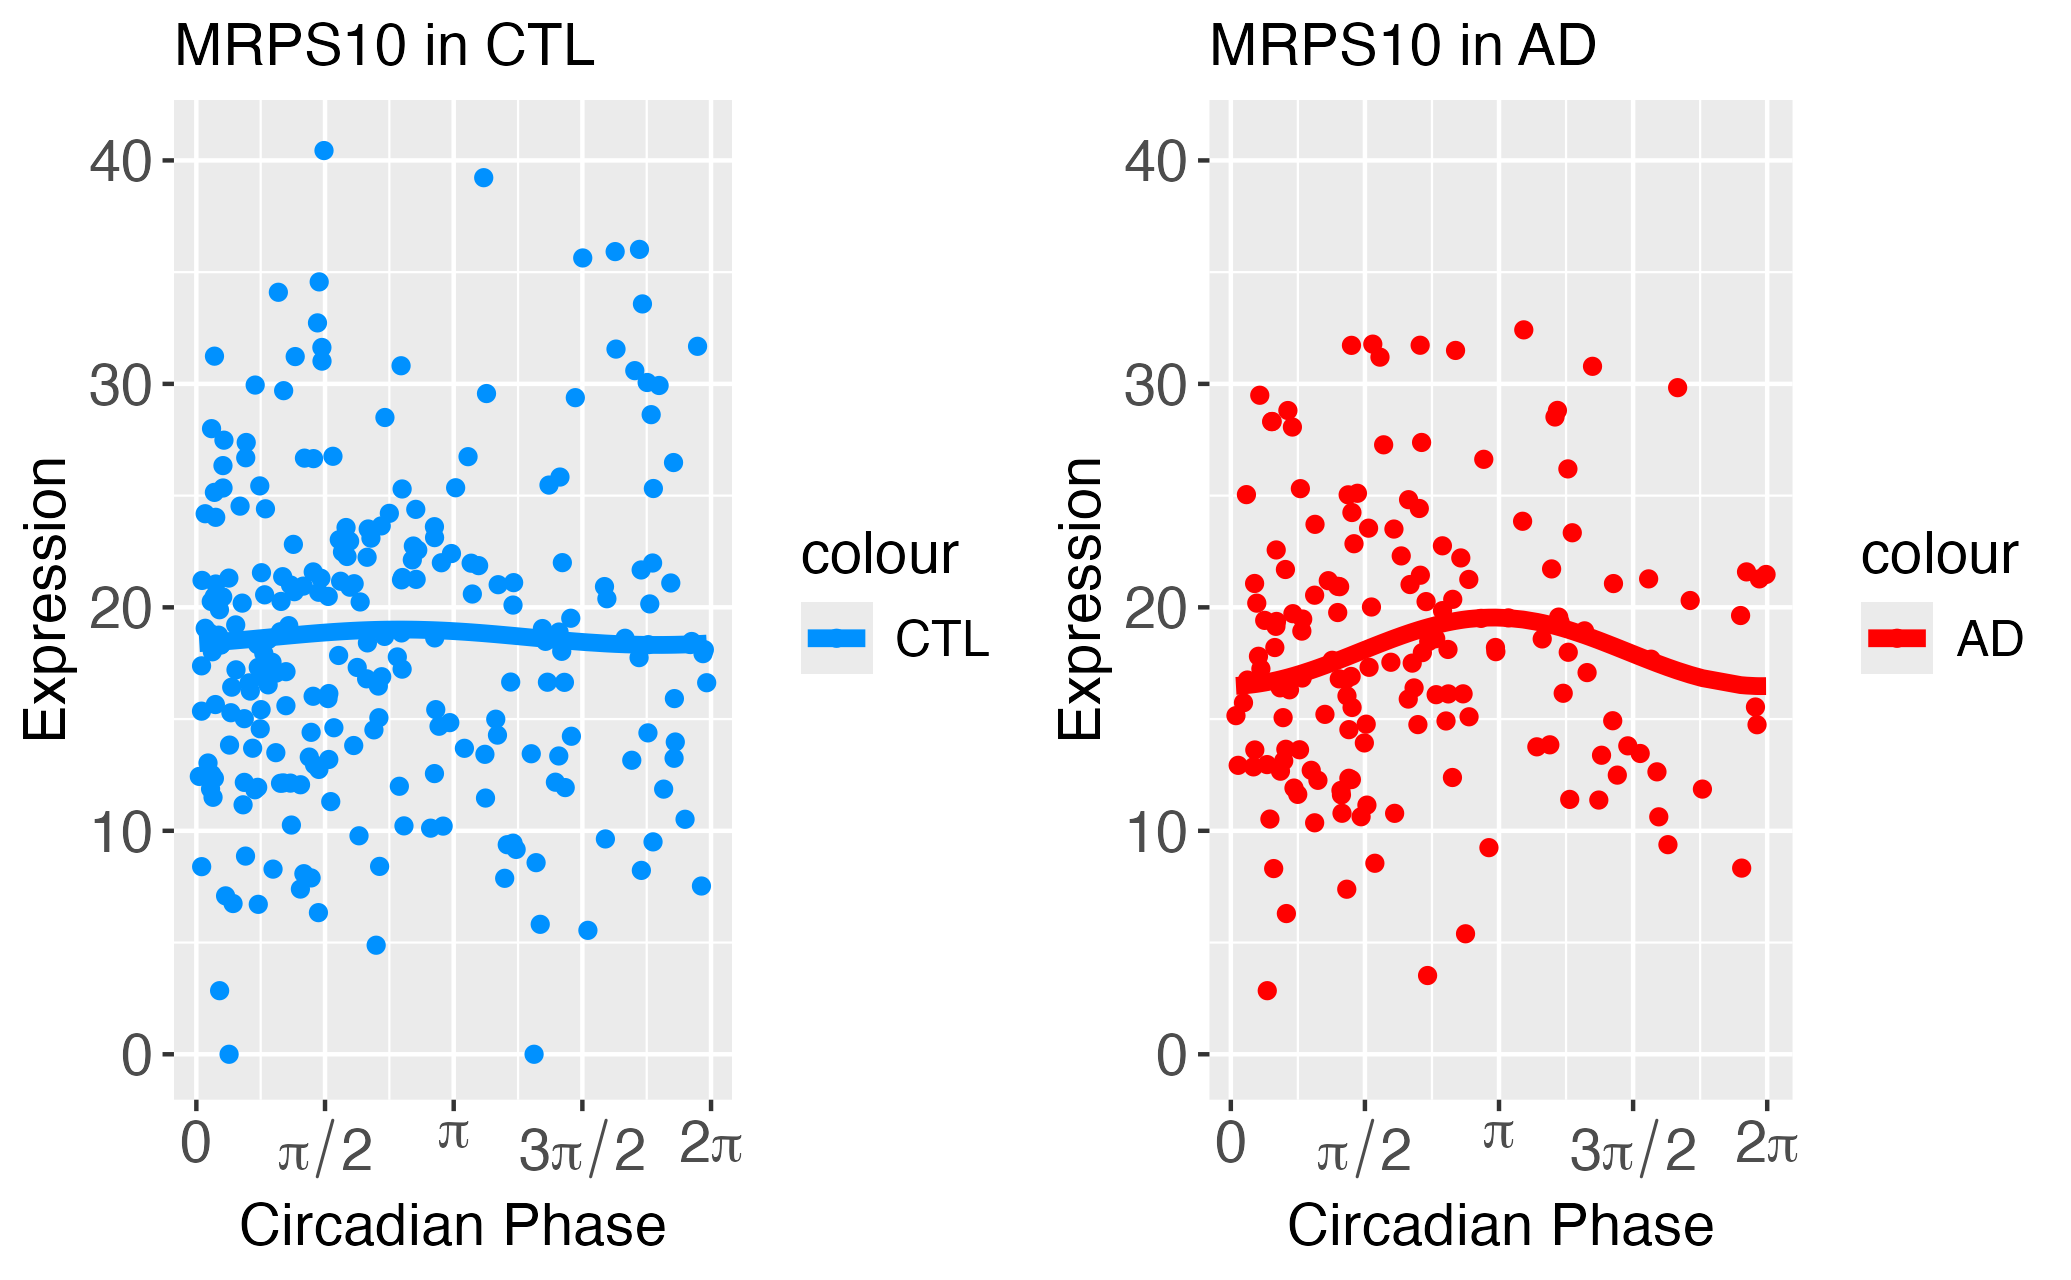 MRPS10 in CTL
Expression
40
30
20
10
0
0 π/2 π 3π/2 2π
Circadian Phase
colour
CTL
MRPS10 in AD
Expression
40
30
20
10
0
0 π/2 π 3π/2 2π
Circadian Phase
colour
AD